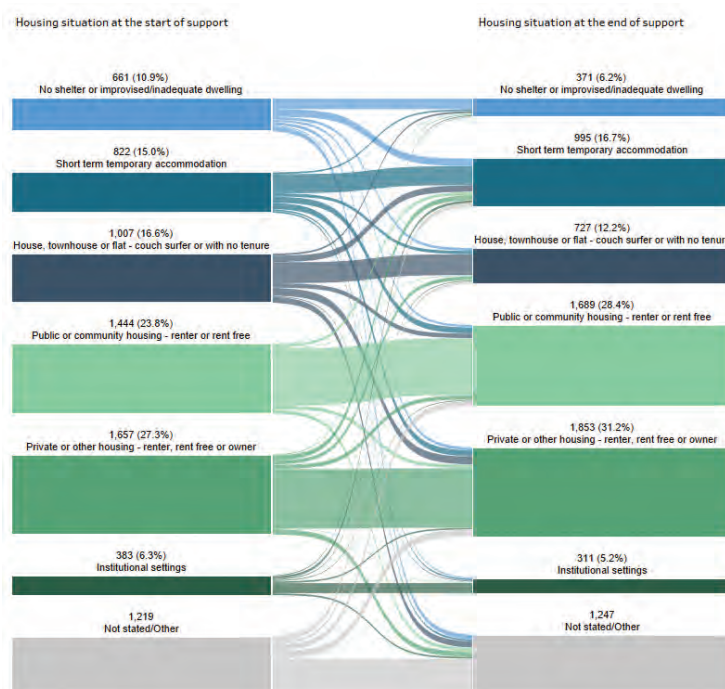 Housing situation at the start of support
Housing situation at the end of support
661 (10.9%)
No shelter or improvised/inadequate dwelling
371 (6.2%)
No shelter or improvised/inadequate dwelling
822 (15.0%)
Short term temporary accommodation
995 (16.7%)
Short term temporary accommodation
1,007 (16.6%)
House, townhouse or flat - couch surfer or with no tenure
727 (12.2%)
House, townhouse or flat - couch surfer or with no tenure
1,444 (23.8%)
Public or community housing - renter or rent free
1,689 (28.4%)
Public or community housing - renter or rent free
1,657 (27.3%)
Private or other housing - renter, rent free or owner
1,853 (31.2%)
Private or other housing - renter, rent free or owner
383 (6.3%)
Institutional settings
311 (5.2%)
Institutional settings
1,219
Not stated/Other
1,247
Not stated/Other